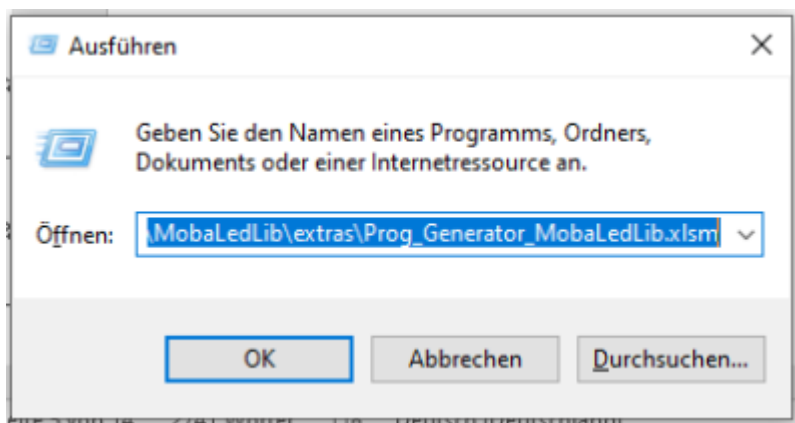 Ausführen
Geben Sie den Namen eines Programms, Ordners,
Dokuments oder einer Internetressource an.
Öffnen:
\MobaLedLib\extras\Prog_Generator_MobaLedLib.xlsm
OK
Abbrechen
Durchsuchen...